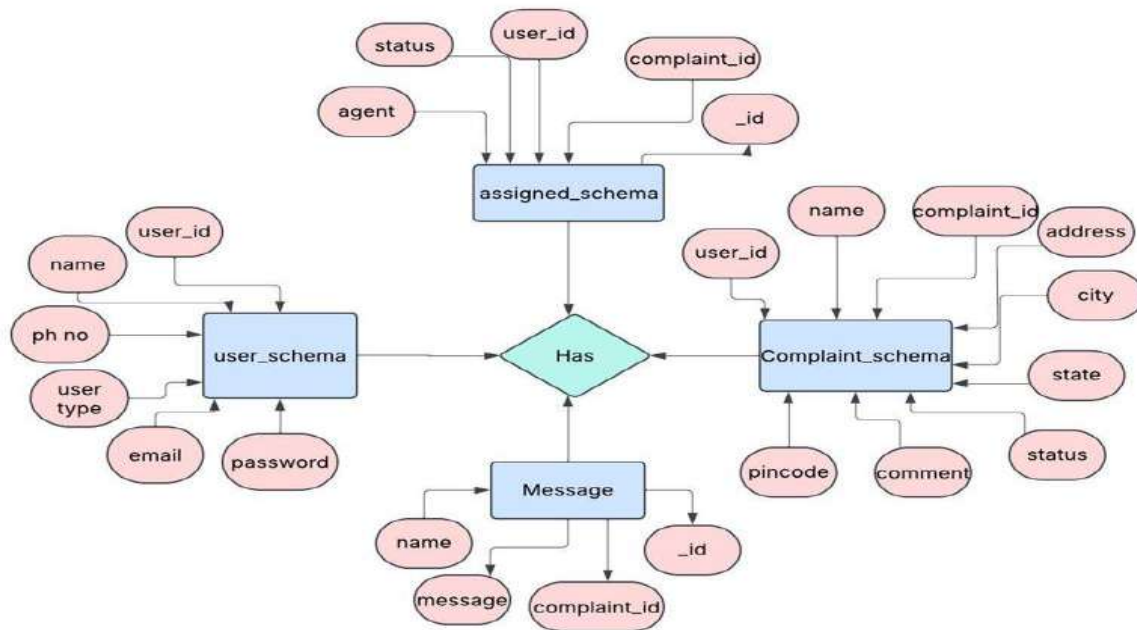 user_id
status
complaint_id
agent
_id
assigned_schema
name
complaint_id
user_id
address
user_id
name
city
ph no
user_schema
Has
Complaint_schema
state
user
type
email
password
pincode
comment
status
Message
name
_id
message
complaint_id